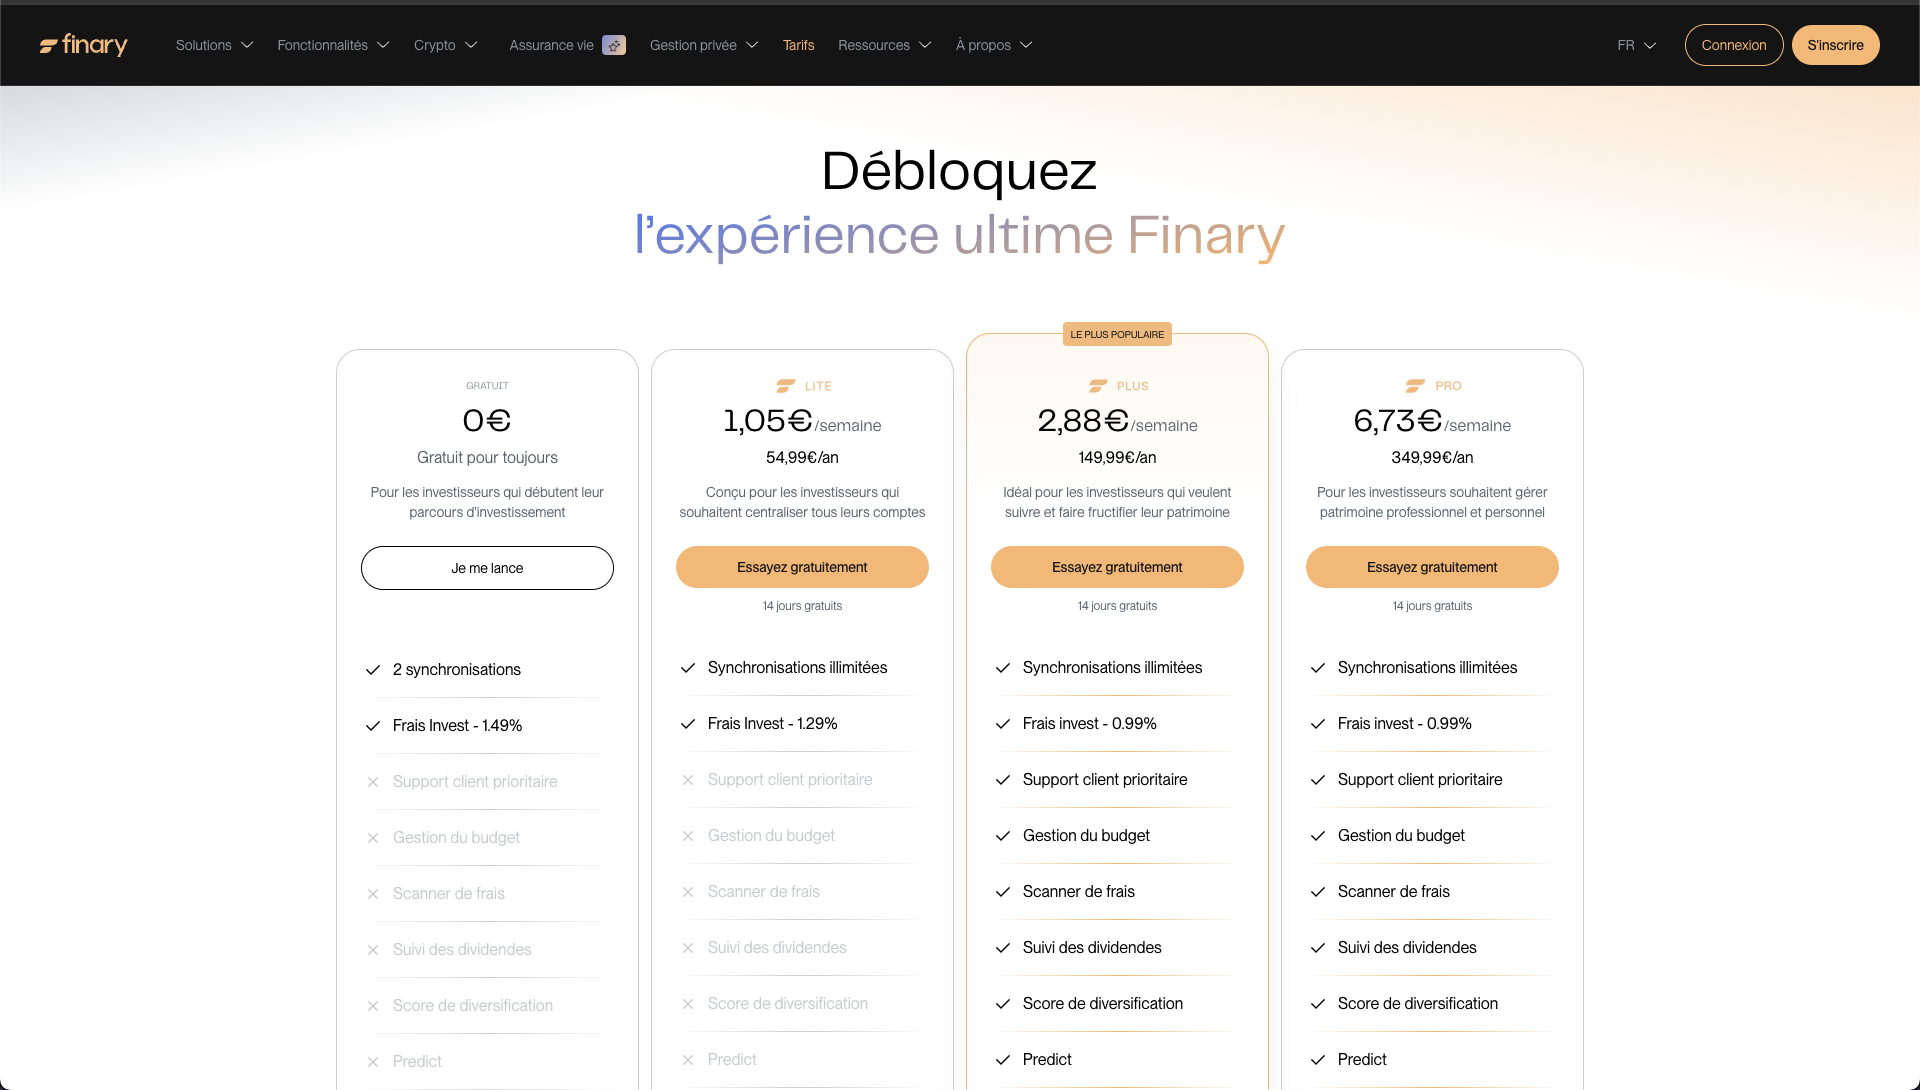 finary
Solutions
Fonctionnalités
Crypto
Assurance vie
Gestion privée
Tarifs
Ressources
À propos
FR
Connexion
S'inscrire
Débloquez
l'expérience ultime Finary
GRATUIT
0€
Gratuit pour toujours
Pour les investisseurs qui débutent leur
parcours d'investissement
Je me lance
2 synchronisations
Frais Invest - 1.49%
Support client prioritaire
Gestion du budget
Scanner de frais
Suivi des dividendes
Score de diversification
Predict
LITE
1,05€/semaine
54,99€/an
Conçu pour les investisseurs qui
souhaitent centraliser tous leurs comptes
Essayez gratuitement
14 jours gratuits
Synchronisations illimitées
Frais Invest - 1.29%
Support client prioritaire
Gestion du budget
Scanner de frais
Suivi des dividendes
Score de diversification
Predict
LE PLUS POPULAIRE
PLUS
2,88€/semaine
149,99€/an
Idéal pour les investisseurs qui veulent
suivre et faire fructifier leur patrimoine
Essayez gratuitement
14 jours gratuits
Synchronisations illimitées
Frais invest - 0.99%
Support client prioritaire
Gestion du budget
Scanner de frais
Suivi des dividendes
Score de diversification
Predict
PRO
6,73€/semaine
349,99€/an
Pour les investisseurs souhaitent gérer
patrimoine professionnel et personnel
Essayez gratuitement
14 jours gratuits
Synchronisations illimitées
Frais invest - 0.99%
Support client prioritaire
Gestion du budget
Scanner de frais
Suivi des dividendes
Score de diversification
Predict